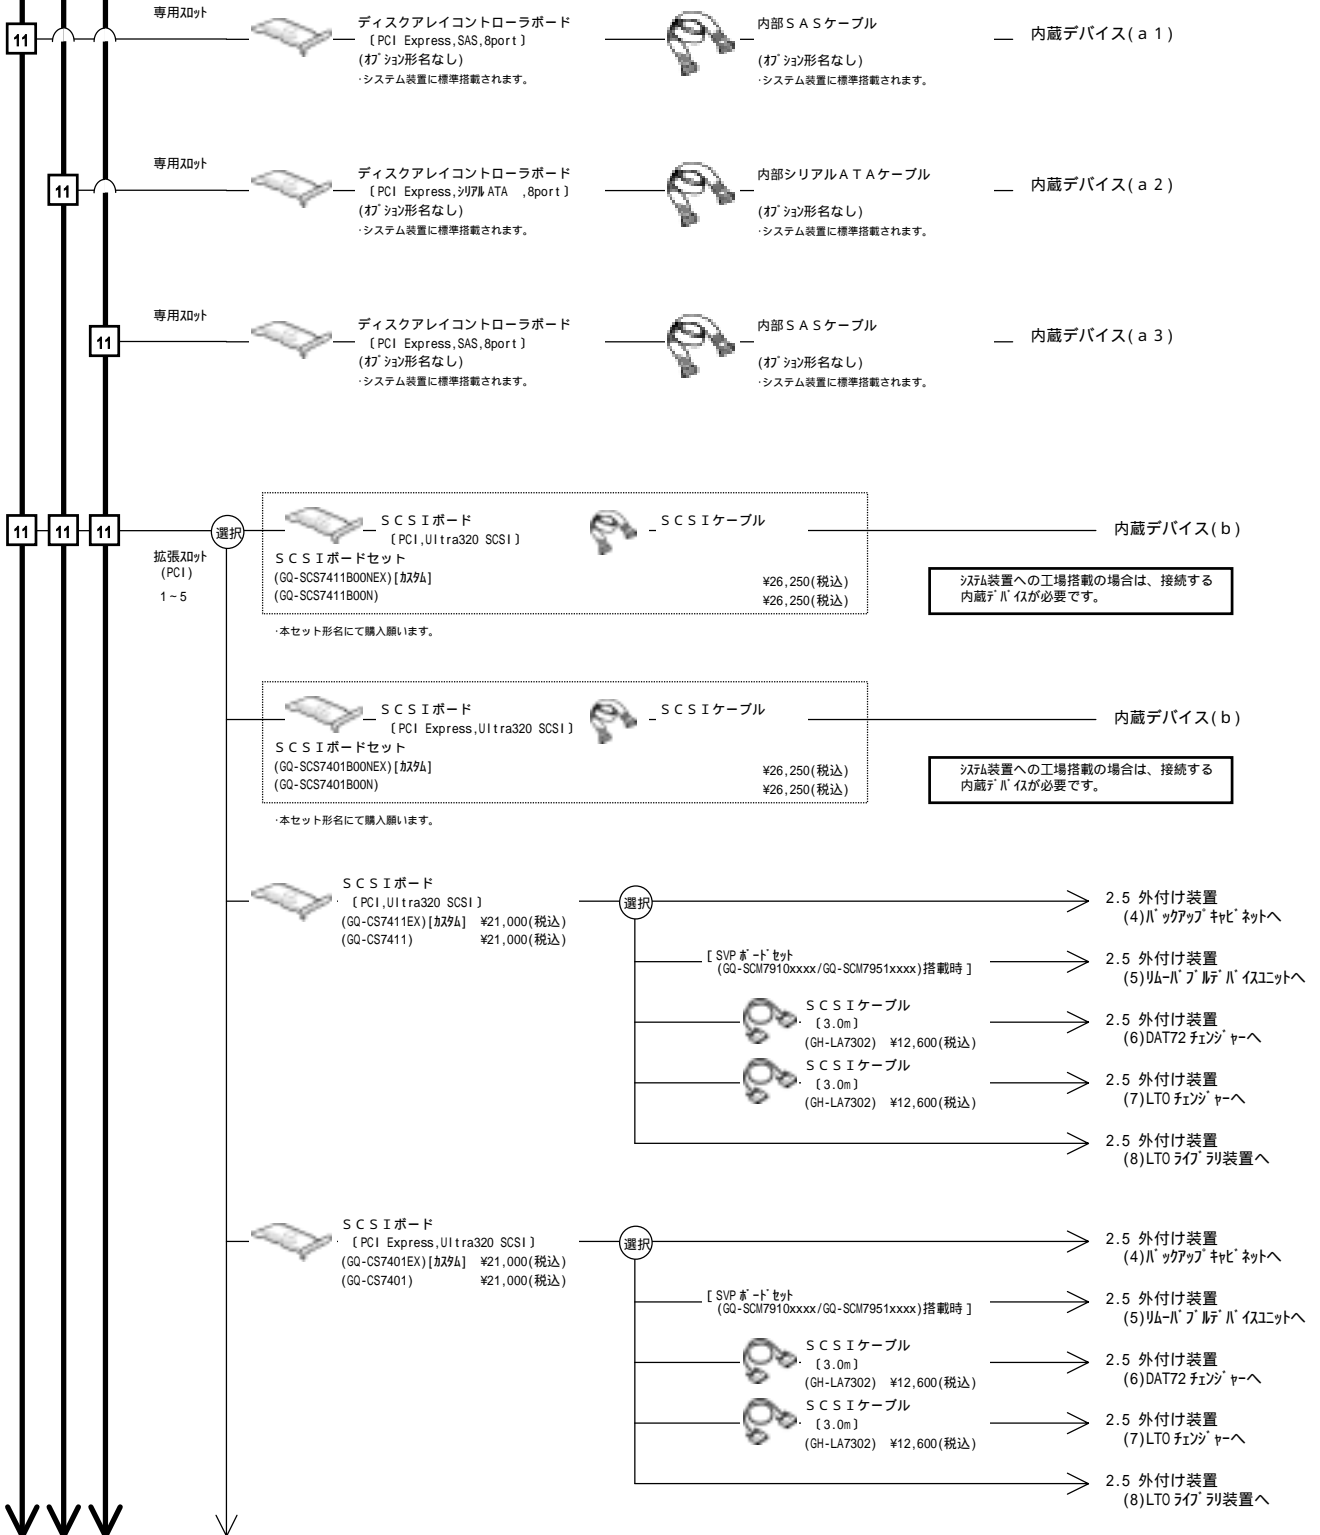 専用ｽﾛｯﾄ
11
ディスクアレイコントローラボード
〔PCI Express,SAS,8port〕
(ｵﾌﾟｼｮﾝ形名なし)
･システム装置に標準搭載されます。
内部ＳＡＳケーブル
(ｵﾌﾟｼｮﾝ形名なし)
･システム装置に標準搭載されます。
内蔵デバイス(a1)
専用ｽﾛｯﾄ
11
ディスクアレイコントローラボード
〔PCI Express,ｼﾘｱﾙATA ,8port〕
(ｵﾌﾟｼｮﾝ形名なし)
･システム装置に標準搭載されます。
内部シリアルＡＴＡケーブル
(ｵﾌﾟｼｮﾝ形名なし)
･システム装置に標準搭載されます。
内蔵デバイス(a2)
専用ｽﾛｯﾄ
11
ディスクアレイコントローラボード
〔PCI Express,SAS,8port〕
(ｵﾌﾟｼｮﾝ形名なし)
･システム装置に標準搭載されます。
内部ＳＡＳケーブル
(ｵﾌﾟｼｮﾝ形名なし)
･システム装置に標準搭載されます。
内蔵デバイス(a3)
11 11 11
選択
拡張ｽﾛｯﾄ
(PCI)
1~5
ＳＣＳＩボード
〔PCI,Ultra320 SCSI〕
ＳＣＳＩケーブル
内蔵デバイス(b)
ＳＣＳＩボードセット
(GQ-SCS7411B00NEX)[ｶｽﾀﾑ] ¥26,250(税込)
(GQ-SCS7411B00N) ¥26,250(税込)
･本セット形名にて購入願います。
ｼｽﾃﾑ装置への工場搭載の場合は、接続する
内蔵ﾃﾞﾊﾞｲｽが必要です。
ＳＣＳＩボード
〔PCI Express,Ultra320 SCSI〕
ＳＣＳＩケーブル
内蔵デバイス(b)
ＳＣＳＩボードセット
(GQ-SCS7401B00NEX)[ｶｽﾀﾑ] ¥26,250(税込)
(GQ-SCS7401B00N) ¥26,250(税込)
･本セット形名にて購入願います。
ｼｽﾃﾑ装置への工場搭載の場合は、接続する
内蔵ﾃﾞﾊﾞｲｽが必要です。
ＳＣＳＩボード
〔PCI,Ultra320 SCSI〕
(GQ-CS7411EX)[ｶｽﾀﾑ] ¥21,000(税込)
(GQ-CS7411) ¥21,000(税込)
選択
2.5 外付け装置
(4)ﾊﾞｯｸｱｯﾌﾟｷｬﾋﾞﾈｯﾄへ
[ SVPﾎﾞｰﾄﾞｾｯﾄ
(GQ-SCM7910xxxx/GQ-SCM7951xxxx)搭載時 ]
2.5 外付け装置
(5)ﾘﾑｰﾊﾞﾌﾞﾙﾃﾞﾊﾞｲｽﾕﾆｯﾄへ
ＳＣＳＩケーブル
〔3.0m〕
(GH-LA7302) ¥12,600(税込)
2.5 外付け装置
(6)DAT72ﾁｪﾝｼﾞｬｰへ
ＳＣＳＩケーブル
〔3.0m〕
(GH-LA7302) ¥12,600(税込)
2.5 外付け装置
(7)LTOﾁｪﾝｼﾞｬｰへ
2.5 外付け装置
(8)LTOﾗｲﾌﾞﾗﾘ装置へ
ＳＣＳＩボード
〔PCI Express,Ultra320 SCSI〕
(GQ-CS7401EX)[ｶｽﾀﾑ] ¥21,000(税込)
(GQ-CS7401) ¥21,000(税込)
選択
2.5 外付け装置
(4)ﾊﾞｯｸｱｯﾌﾟｷｬﾋﾞﾈｯﾄへ
[ SVPﾎﾞｰﾄﾞｾｯﾄ
(GQ-SCM7910xxxx/GQ-SCM7951xxxx)搭載時 ]
2.5 外付け装置
(5)ﾘﾑｰﾊﾞﾌﾞﾙﾃﾞﾊﾞｲｽﾕﾆｯﾄへ
ＳＣＳＩケーブル
〔3.0m〕
(GH-LA7302) ¥12,600(税込)
2.5 外付け装置
(6)DAT72ﾁｪﾝｼﾞｬｰへ
ＳＣＳＩケーブル
〔3.0m〕
(GH-LA7302) ¥12,600(税込)
2.5 外付け装置
(7)LTOﾁｪﾝｼﾞｬｰへ
2.5 外付け装置
(8)LTOﾗｲﾌﾞﾗﾘ装置へ